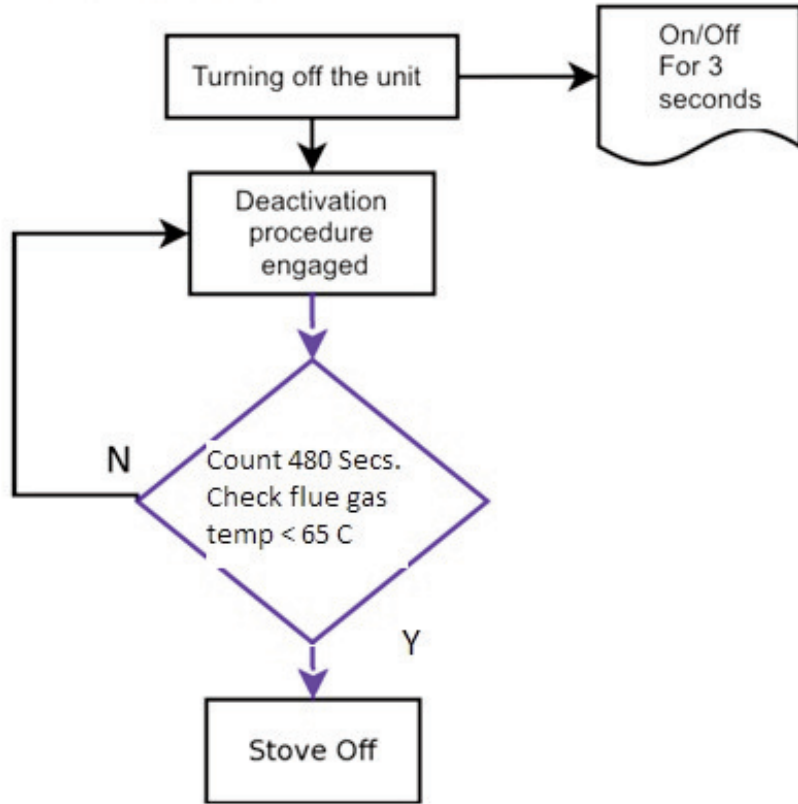 Turning off the unit
On/Off
For 3
seconds
Deactivation
procedure
engaged
N
Count 480 Secs.
Check flue gas
temp < 65 C
Y
Stove Off